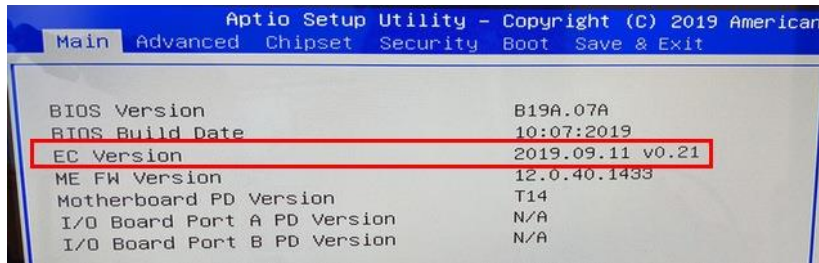 Aptio Setup Utility – Copyright (C) 2019 American
Main Advanced Chipset Security Boot Save & Exit
BIOS Version B19A.07A
BIOS Build Date 10:07:2019
EC Version 2019.09.11 v0.21
ME FW Version 12.0.40.1433
Motherboard PD Version T14
I/O Board Port A PD Version N/A
I/O Board Port B PD Version N/A